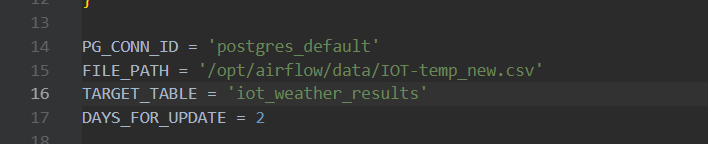 12 }
13
14 PG_CONN_ID = 'postgres_default'
15 FILE_PATH = '/opt/airflow/data/IOT-temp_new.csv'
16 TARGET_TABLE = 'iot_weather_results'
17 DAYS_FOR_UPDATE = 2
18